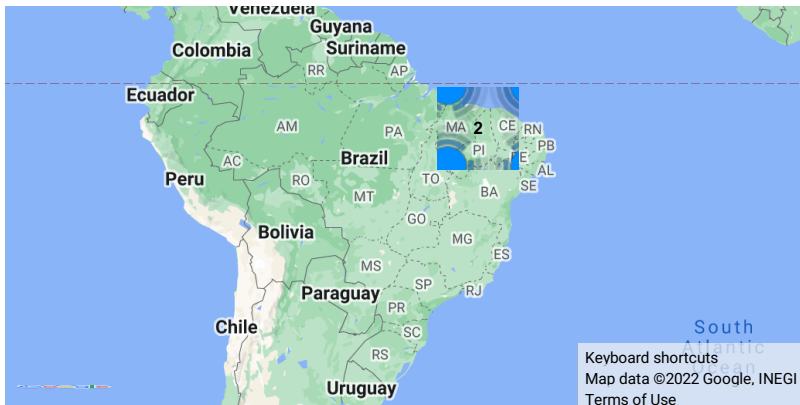 Venezuela
Guyana
Colombia
Suriname
RR
AP
Ecuador
AM
PA
MA
2
CE
RN
PI
PB
Brazil
AC
RO
TO
AL
Peru
MT
BA
SE
GO
Bolivia
MG
ES
MS
SP
RJ
Paraguay
PR
Chile
SC
RS
Uruguay
South
Atlantic
Ocean
Keyboard shortcuts
Map data ©2022 Google, INEGI
Terms of Use